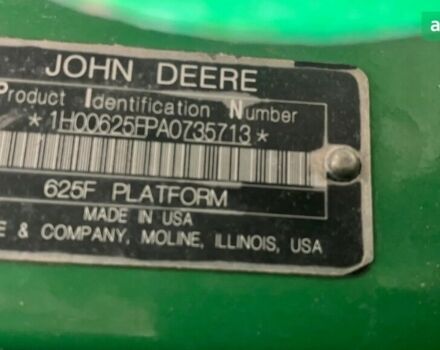 JOHN DEERE
Product Identification Number
*1H00625FPA0735713*
625F PLATFORM
MADE IN USA
E & COMPANY, MOLINE, ILLINOIS, USA